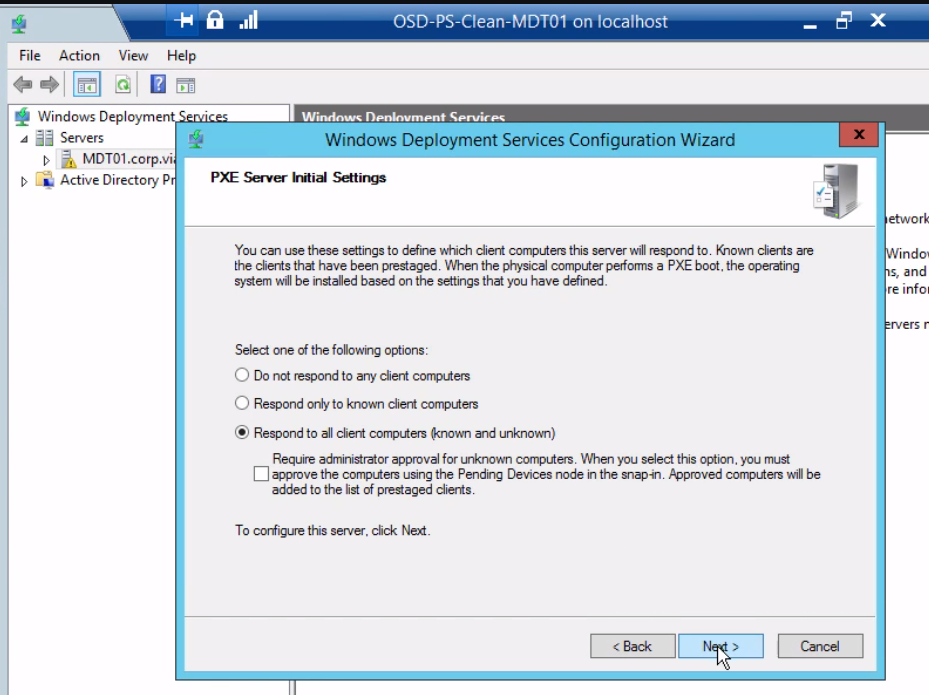 OSD-PS-Clean-MDT01 on localhost
File Action View Help
Windows Deployment Services
Servers
MDT01.corp.via
Active Directory Pr
Windows Deployment Services
Windows Deployment Services Configuration Wizard
x
PXE Server Initial Settings
You can use these settings to define which client computers this server will respond to. Known clients are
the clients that have been prestaged. When the physical computer performs a PXE boot, the operating
system will be installed based on the settings that you have defined.
Select one of the following options:
Do not respond to any client computers
Respond only to known client computers
Respond to all client computers (known and unknown)
Require administrator approval for unknown computers. When you select this option, you must
approve the computers using the Pending Devices node in the snap-in. Approved computers will be
added to the list of prestaged clients.
To configure this server, click Next.
< Back Next > Cancel
network
Window
ns, and
re infor
ervers n